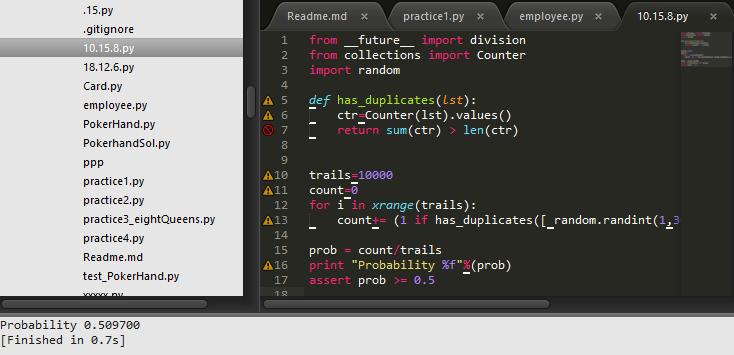 .15.py
.gitignore
10.15.8.py
18.12.6.py
Card.py
employee.py
PokerHand.py
PokerhandSol.py
ppp
practice1.py
practice2.py
practice3_eightQueens.py
practice4.py
Readme.md
test_PokerHand.py
xxxxx.py
Readme.md × practice1.py × employee.py × 10.15.8.py ×
1 from __future__ import division
2 from collections import Counter
3 import random
4
5 def has_duplicates(lst):
6 ctr=Counter(lst).values()
7 return sum(ctr) > len(ctr)
8
9
10 trails=10000
11 count=0
12 for i in xrange(trails):
13 count+= (1 if has_duplicates([ random.randint(1,3
14
15 prob = count/trails
16 print "Probability %f"%(prob)
17 assert prob >= 0.5
18
Probability 0.509700
[Finished in 0.7s]